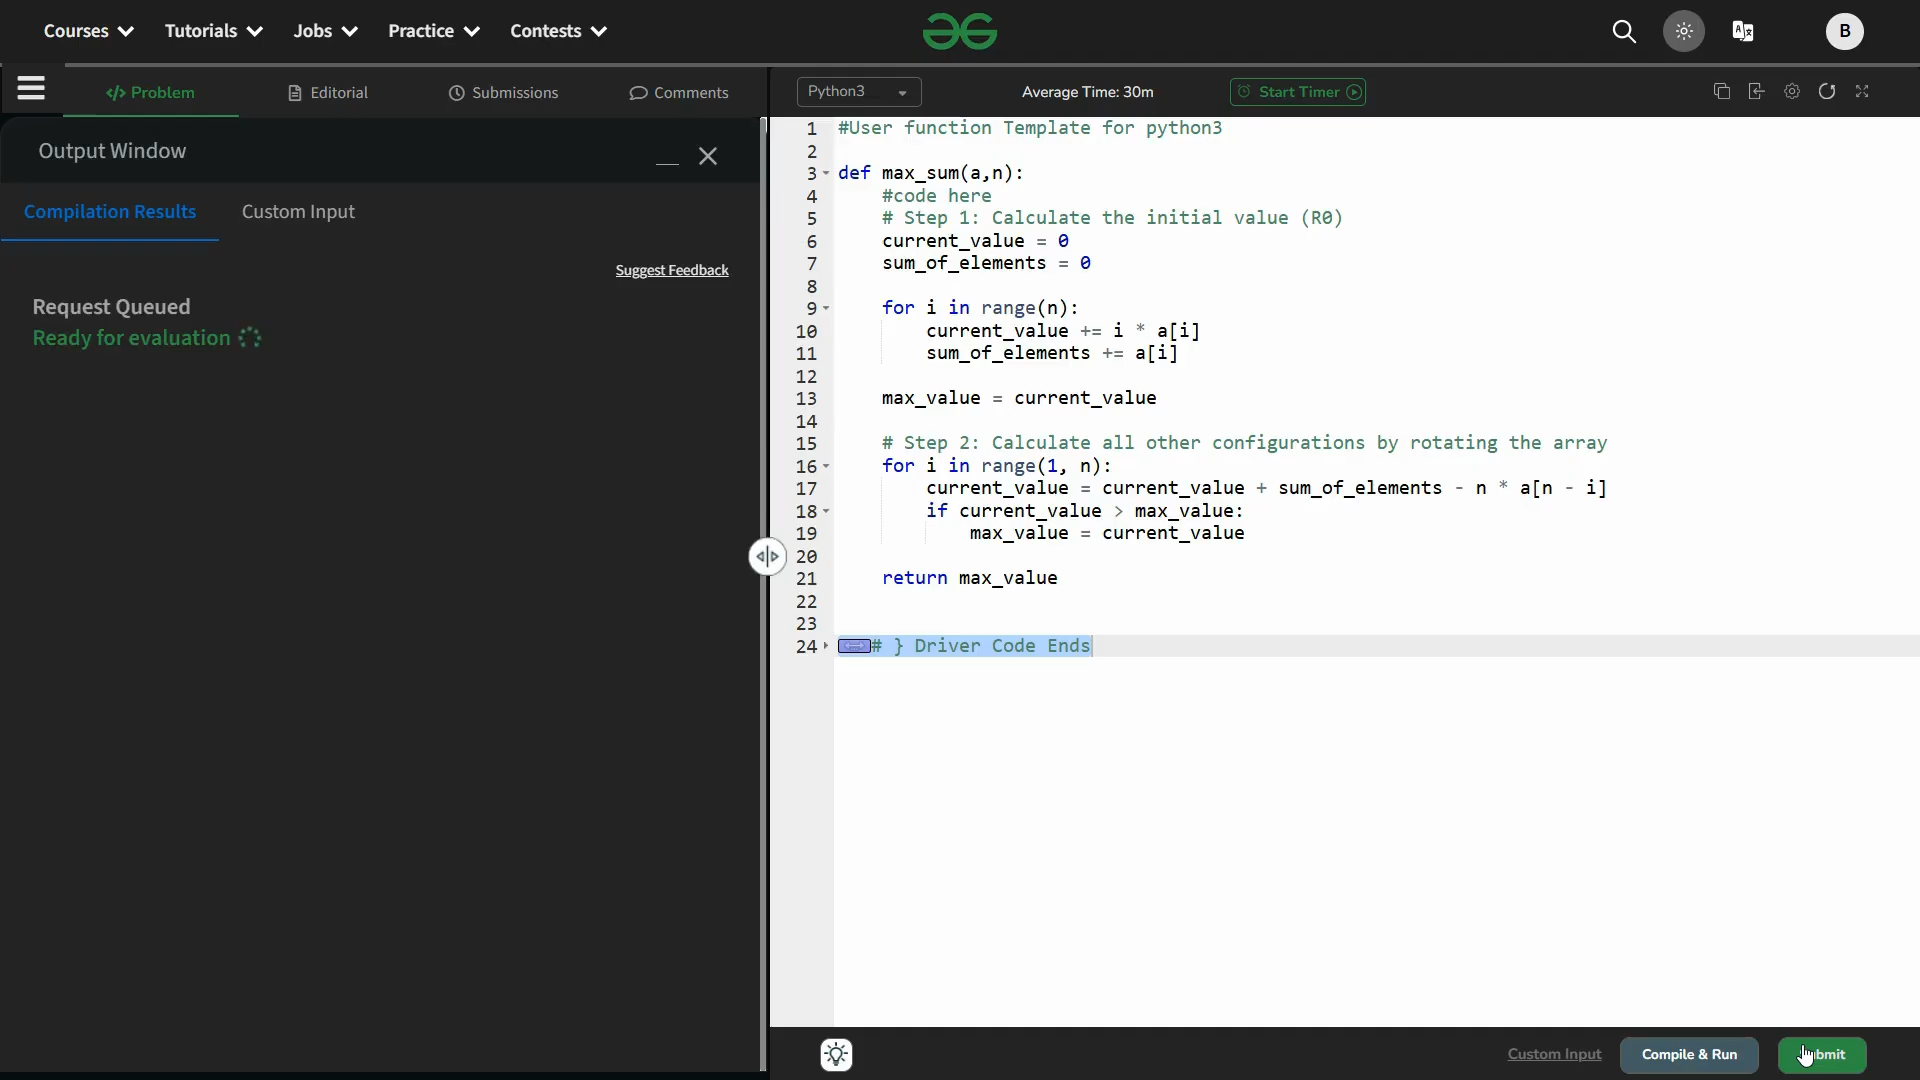 Courses Tutorials Jobs Practice Contests B
Problem Editorial Submissions Comments
Output Window
Compilation Results Custom Input
Suggest Feedback
Request Queued
Ready for evaluation
Python3 Average Time: 30m Start Timer
1 #User function Template for python3
2
3 def max_sum(a,n):
4 #code here
5 # Step 1: Calculate the initial value (R0)
6 current_value = 0
7 sum_of_elements = 0
8
9 for i in range(n):
10 current_value += i * a[i]
11 sum_of_elements += a[i]
12
13 max_value = current_value
14
15 # Step 2: Calculate all other configurations by rotating the array
16 for i in range(1, n):
17 current_value = current_value + sum_of_elements - n * a[n - i]
18 if current_value > max_value:
19 max_value = current_value
20
21 return max_value
22
23
24 # } Driver Code Ends
Custom Input Compile & Run